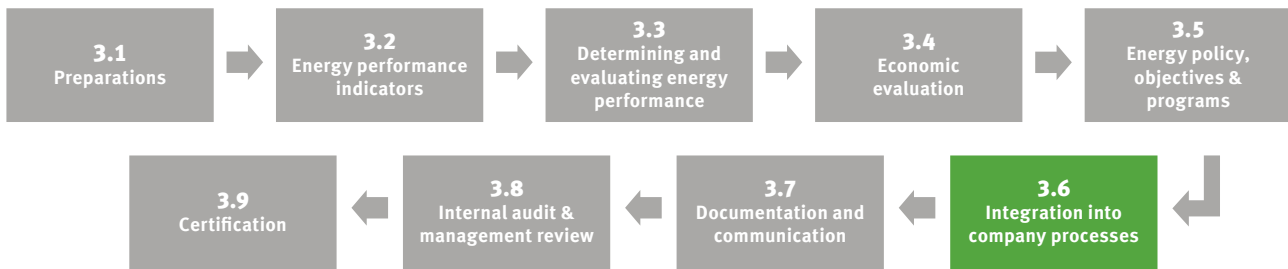 3.1
Preparations
3.2
Energy performance
indicators
3.3
Determining and
evaluating energy
performance
3.4
Economic
evaluation
3.5
Energy policy,
objectives &
programs
3.6
Integration into
company processes
3.7
Documentation and
communication
3.8
Internal audit &
management review
3.9
Certification